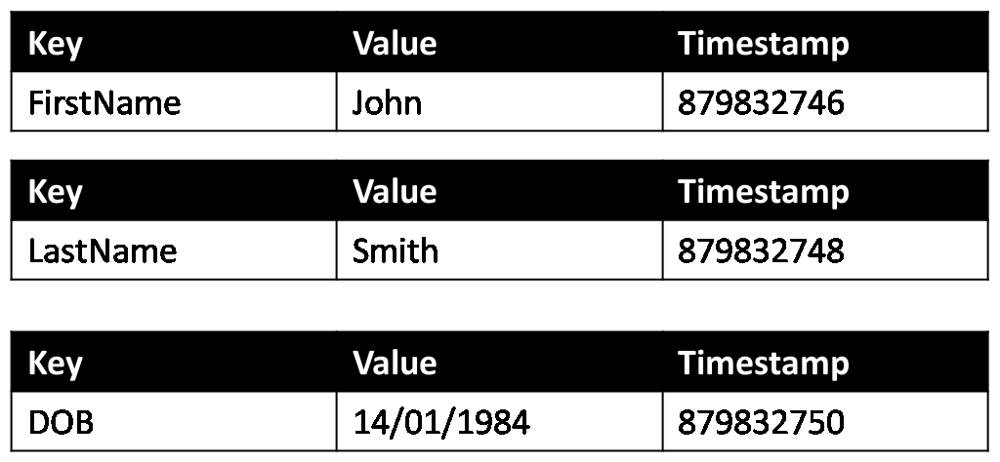 Key Value Timestamp
FirstName John 879832746
Key Value Timestamp
LastName Smith 879832748
Key Value Timestamp
DOB 14/01/1984 879832750